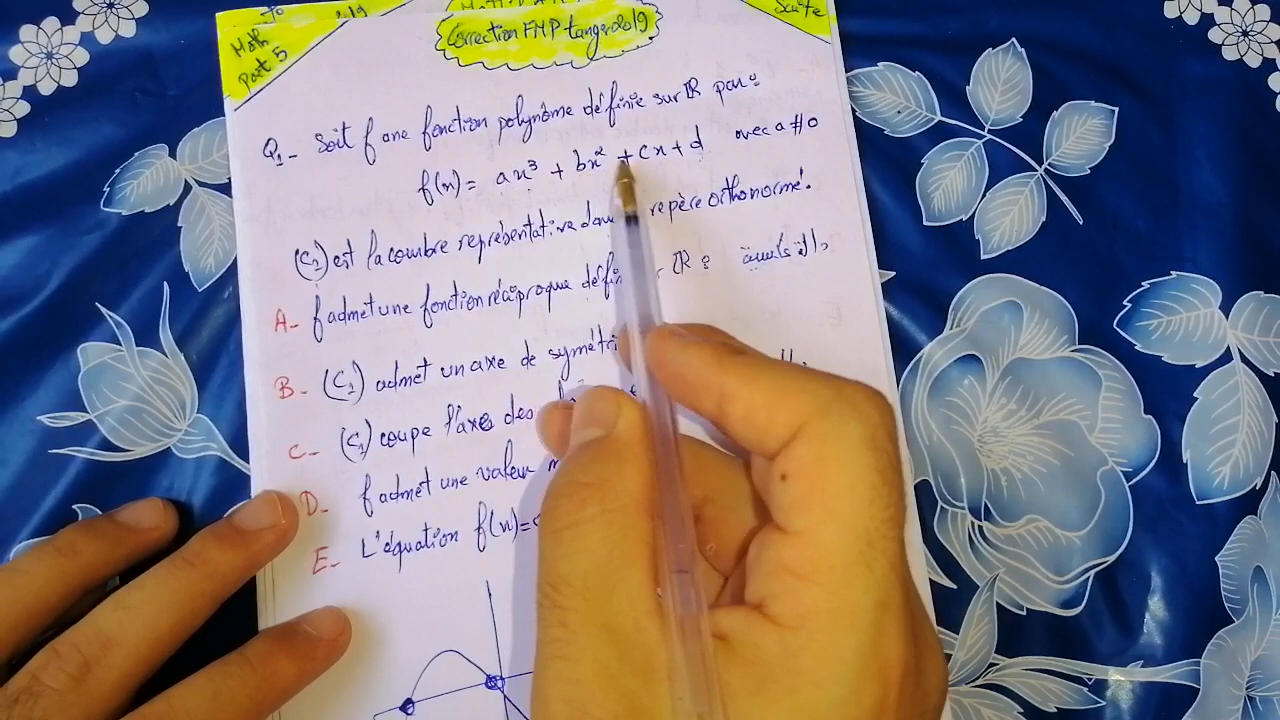 2019
Math
Part 5
Correction FMP tanger 2019
Suite
Q1- Soit f une fonction polynôme définie sur ℝ par:
f(x) = ax³ + bx² + cx + d avec a ≠ 0
(C₁) est la courbe représentative dans repère orthonormé.
A- f admet une fonction réciproque défi ℝ:
B- (C₁) admet un axe de symétri
C- (C₁) coupe l'axes des
D- f admet une valeur m
E- L'équation f(x)=